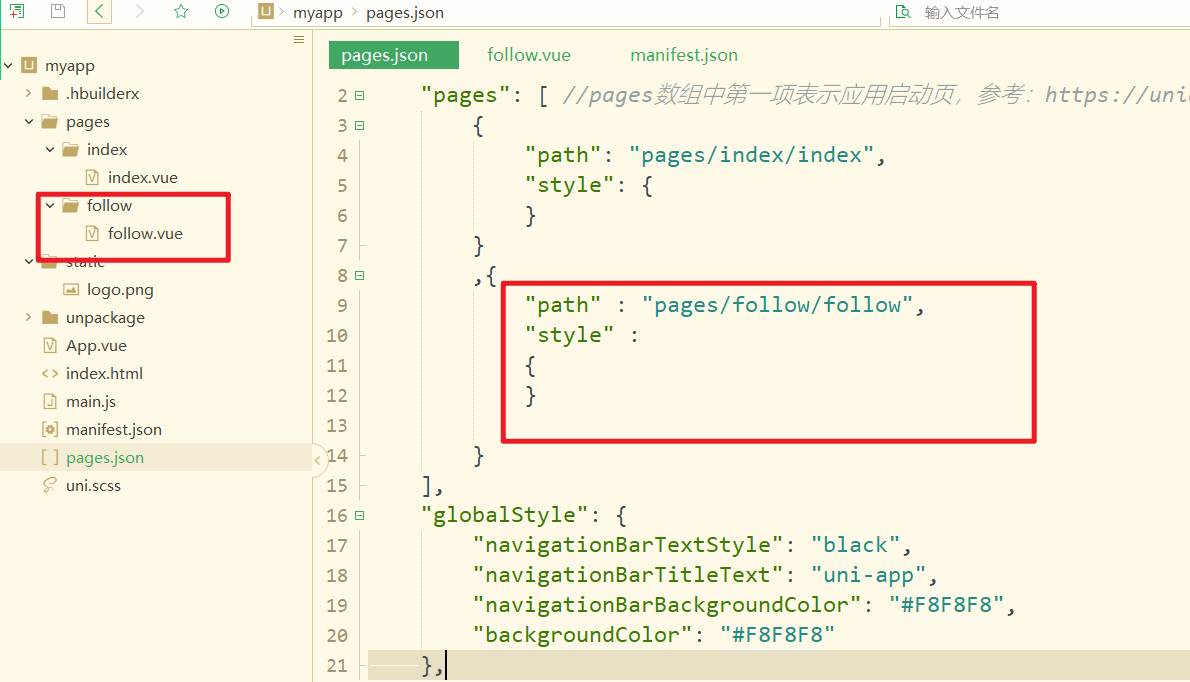 myapp > pages.json
输入文件名
myapp
.hbuilderx
pages
index
index.vue
follow
follow.vue
static
logo.png
unpackage
App.vue
index.html
main.js
manifest.json
pages.json
uni.scss
pages.json follow.vue manifest.json
2 "pages": [ //pages数组中第一项表示应用启动页，参考：https://uni
3 {
4 "path": "pages/index/index",
5 "style": {
6 }
7 }
8 ,{
9 "path" : "pages/follow/follow",
10 "style" :
11 {
12 }
13
14 }
15 ],
16 "globalStyle": {
17 "navigationBarTextStyle": "black",
18 "navigationBarTitleText": "uni-app",
19 "navigationBarBackgroundColor": "#F8F8F8",
20 "backgroundColor": "#F8F8F8"
21 },